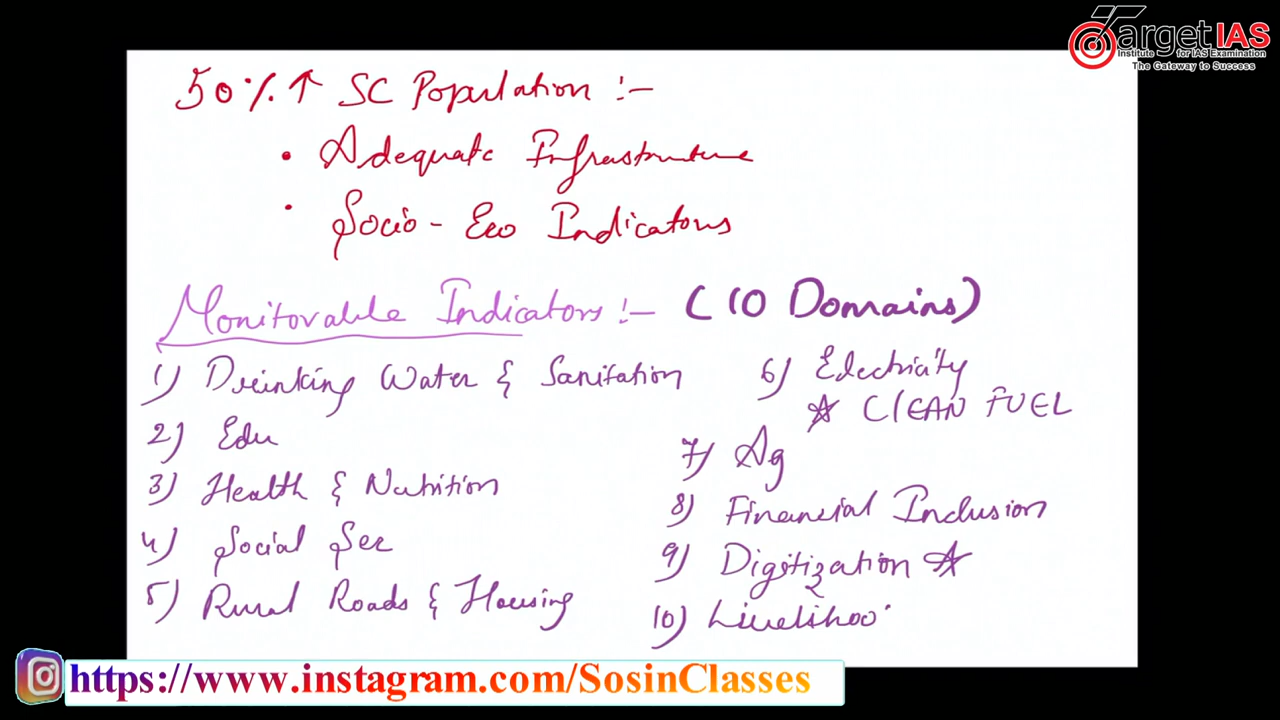 Target IAS
Institute for IAS Examination
The Gateway to Success
50% ↑ SC Population :-
• Adequate Infrastructure
• Socio - Eco Indicators
Monitorable Indicators :- (10 Domains)
1) Drinking Water & Sanitation
2) Edu
3) Health & Nutrition
4) Social Sec
5) Rural Roads & Housing
6) Electricity
☆ CLEAN FUEL
7) Ag
8) Financial Inclusion
9) Digitization ☆
10) Livelihoo
https://www.instagram.com/SosinClasses